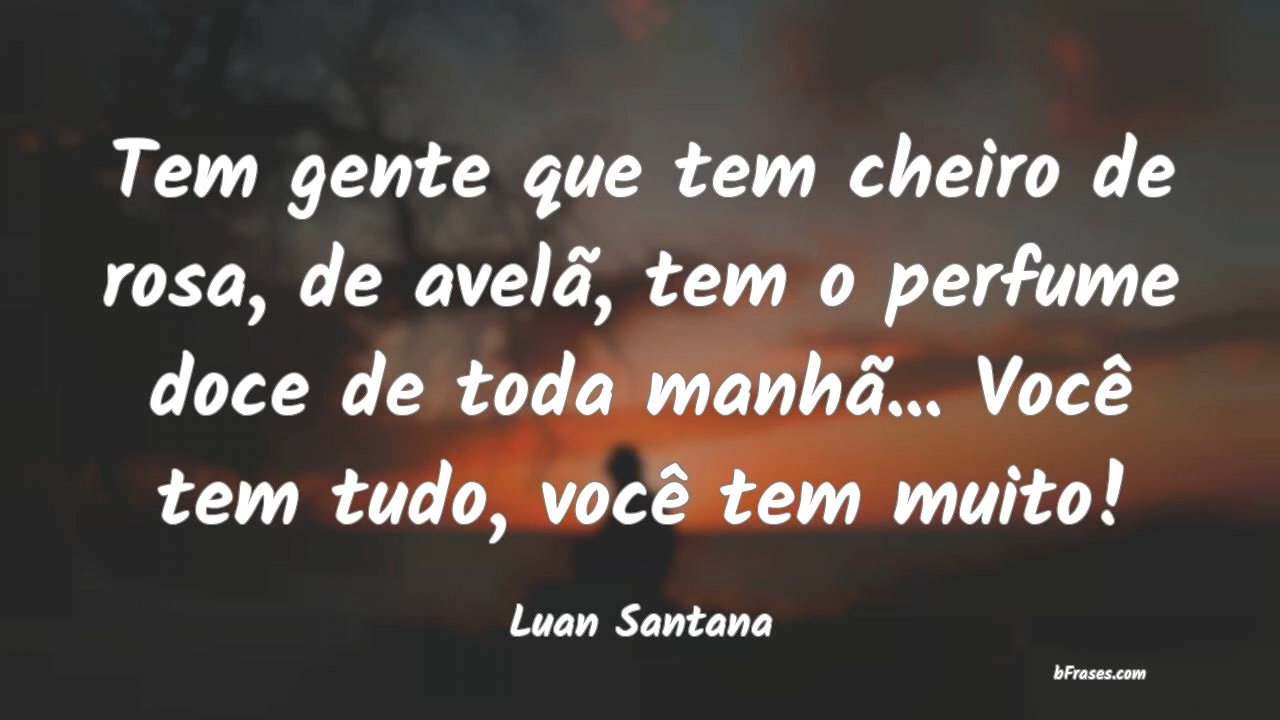 Tem gente que tem cheiro de
rosa, de avelã, tem o perfume
doce de toda manhã... Você
tem tudo, você tem muito!
Luan Santana
bFrases.com